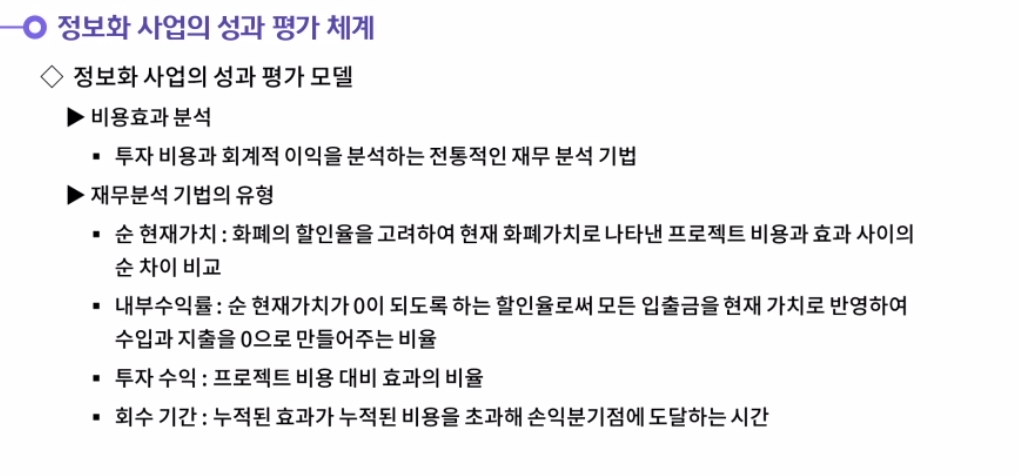 정보화 사업의 성과 평가 체계
◇ 정보화 사업의 성과 평가 모델
▶ 비용효과 분석
▪ 투자 비용과 회계적 이익을 분석하는 전통적인 재무 분석 기법
▶ 재무분석 기법의 유형
▪ 순 현재가치 : 화폐의 할인율을 고려하여 현재 화폐가치로 나타낸 프로젝트 비용과 효과 사이의
순 차이 비교
▪ 내부수익률 : 순 현재가치가 0이 되도록 하는 할인율로써 모든 입출금을 현재 가치로 반영하여
수입과 지출을 0으로 만들어주는 비율
▪ 투자 수익 : 프로젝트 비용 대비 효과의 비율
▪ 회수 기간 : 누적된 효과가 누적된 비용을 초과해 손익분기점에 도달하는 시간